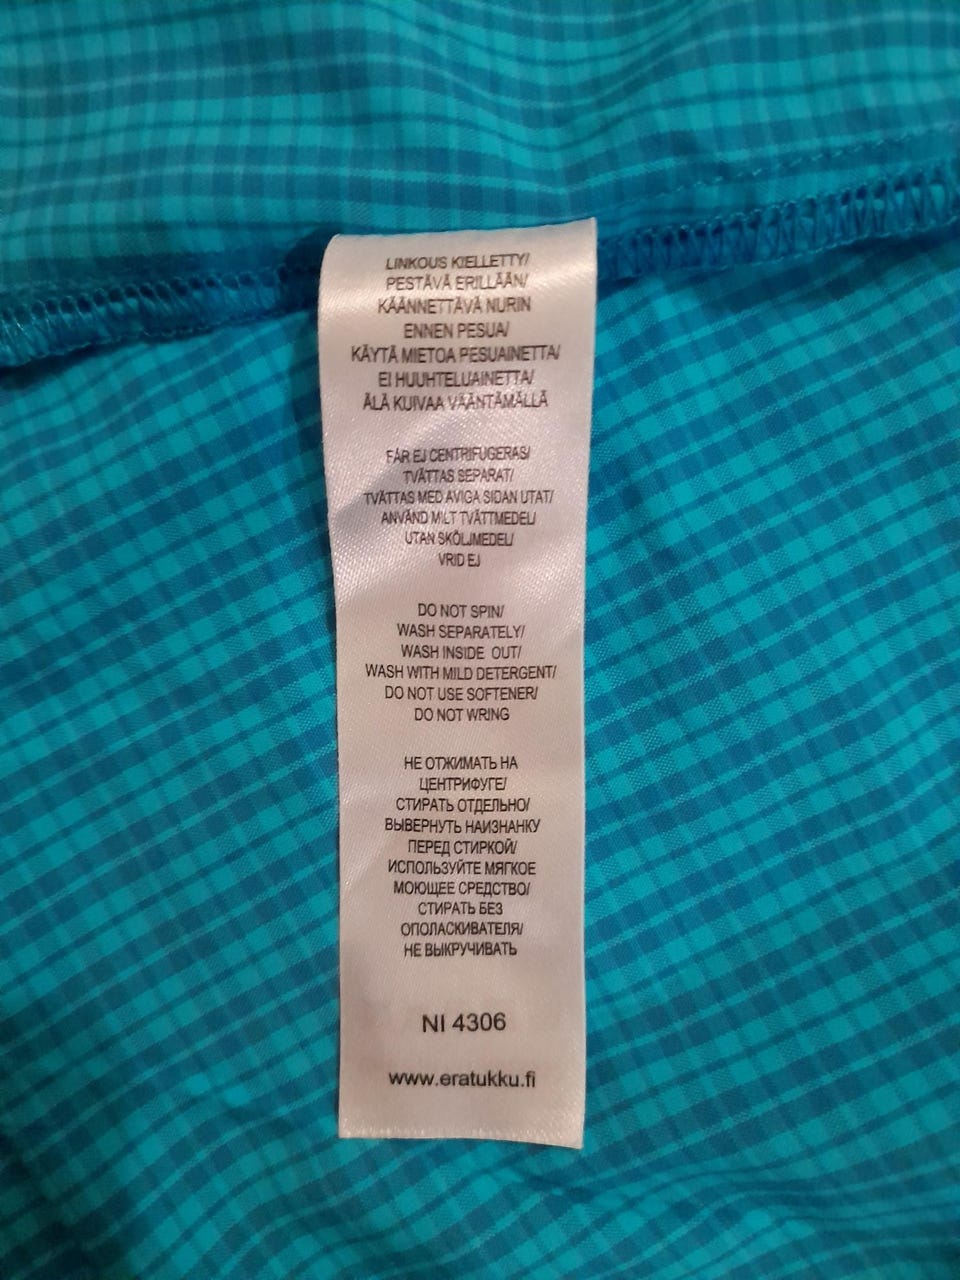 LINKOUS KIELLETTY/
PESTÄVÄ ERILLÄÄN/
KÄÄNNETTÄVÄ NURIN
ENNEN PESUA/
KÄYTÄ MIETOA PESUAINETTA/
EI HUUHTELUAINETTA/
ÄLÄ KUIVAA VÄÄNTÄMÄLLÄ
FÅR EJ CENTRIFUGERAS/
TVÄTTAS SEPARAT/
TVÄTTAS MED AVIGA SIDAN UTAT/
ANVÄND MILT TVÄTTMEDEL/
UTAN SKÖLJMEDEL/
VRID EJ
DO NOT SPIN/
WASH SEPARATELY/
WASH INSIDE OUT/
WASH WITH MILD DETERGENT/
DO NOT USE SOFTENER/
DO NOT WRING
НЕ ОТЖИМАТЬ НА
ЦЕНТРИФУГЕ/
СТИРАТЬ ОТДЕЛЬНО/
ВЫВЕРНУТЬ НАИЗНАНКУ
ПЕРЕД СТИРКОЙ/
ИСПОЛЬЗУЙТЕ МЯГКОЕ
МОЮЩЕЕ СРЕДСТВО/
СТИРАТЬ БЕЗ
ОПОЛАСКИВАТЕЛЯ/
НЕ ВЫКРУЧИВАТЬ
NI 4306
www.eratukku.fi